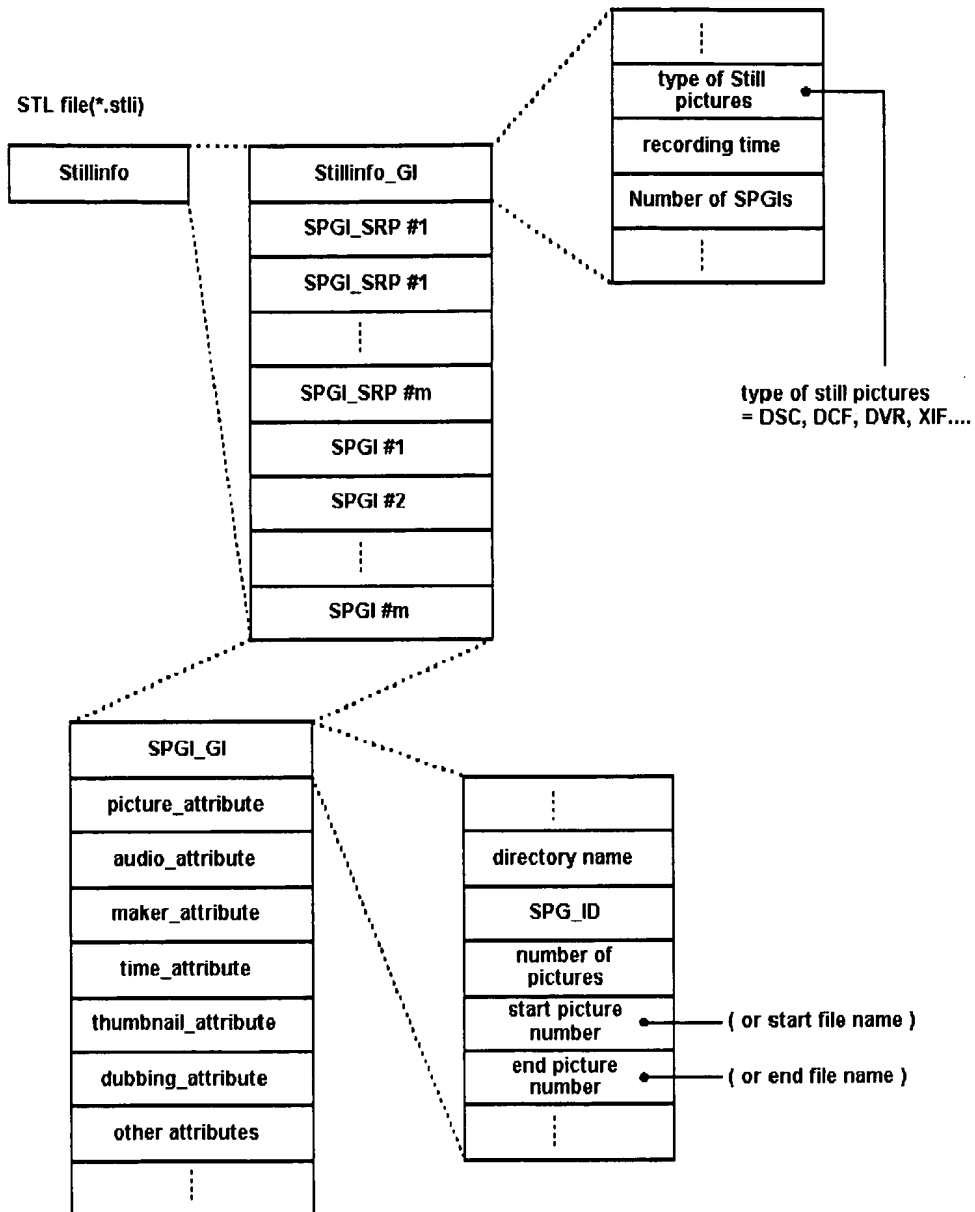 STL file(*.stli)
Stillinfo
Stillinfo_GI
SPGI_SRP #1
SPGI_SRP #1
SPGI_SRP #m
SPGI #1
SPGI #2
SPGI #m
type of Still
pictures
recording time
Number of SPGIs
type of still pictures
= DSC, DCF, DVR, XIF....
SPGI_GI
picture_attribute
audio_attribute
maker_attribute
time_attribute
thumbnail_attribute
dubbing_attribute
other attributes
directory name
SPG_ID
number of
pictures
start picture
number
( or start file name )
end picture
number
( or end file name )